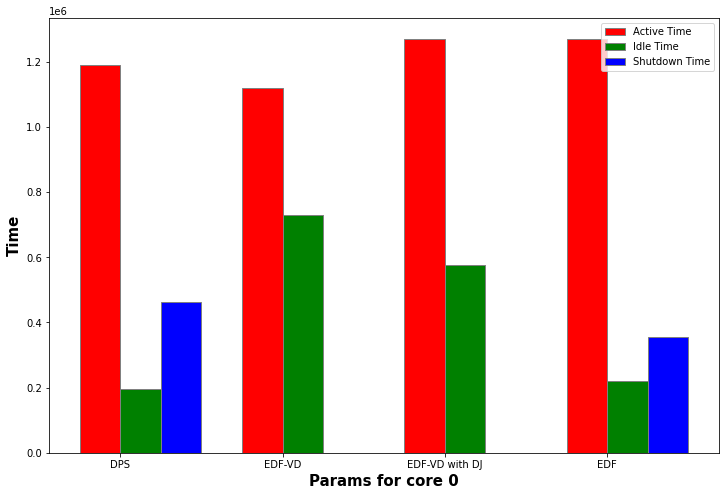 1e6
Active Time
Idle Time
Shutdown Time
1.2
1.0
0.8
0.6
0.4
0.2
0.0
Time
DPS
EDF-VD
EDF-VD with DJ
EDF
Params for core 0